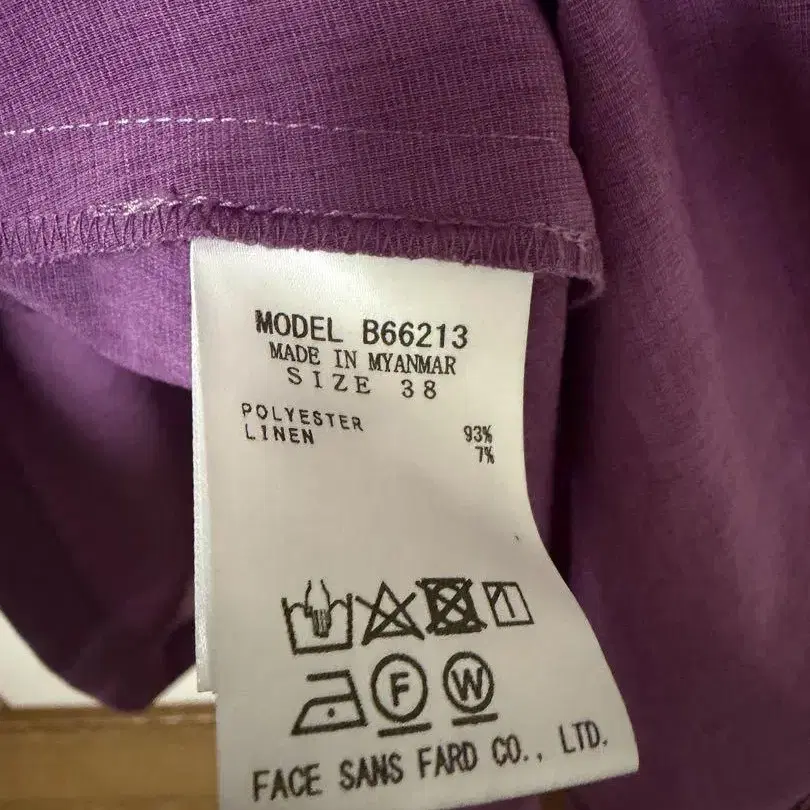 MODEL B66213
MADE IN MYANMAR
SIZE 38
POLYESTER 93%
LINEN 7%
F W
FACE SANS FARD CO., LTD.